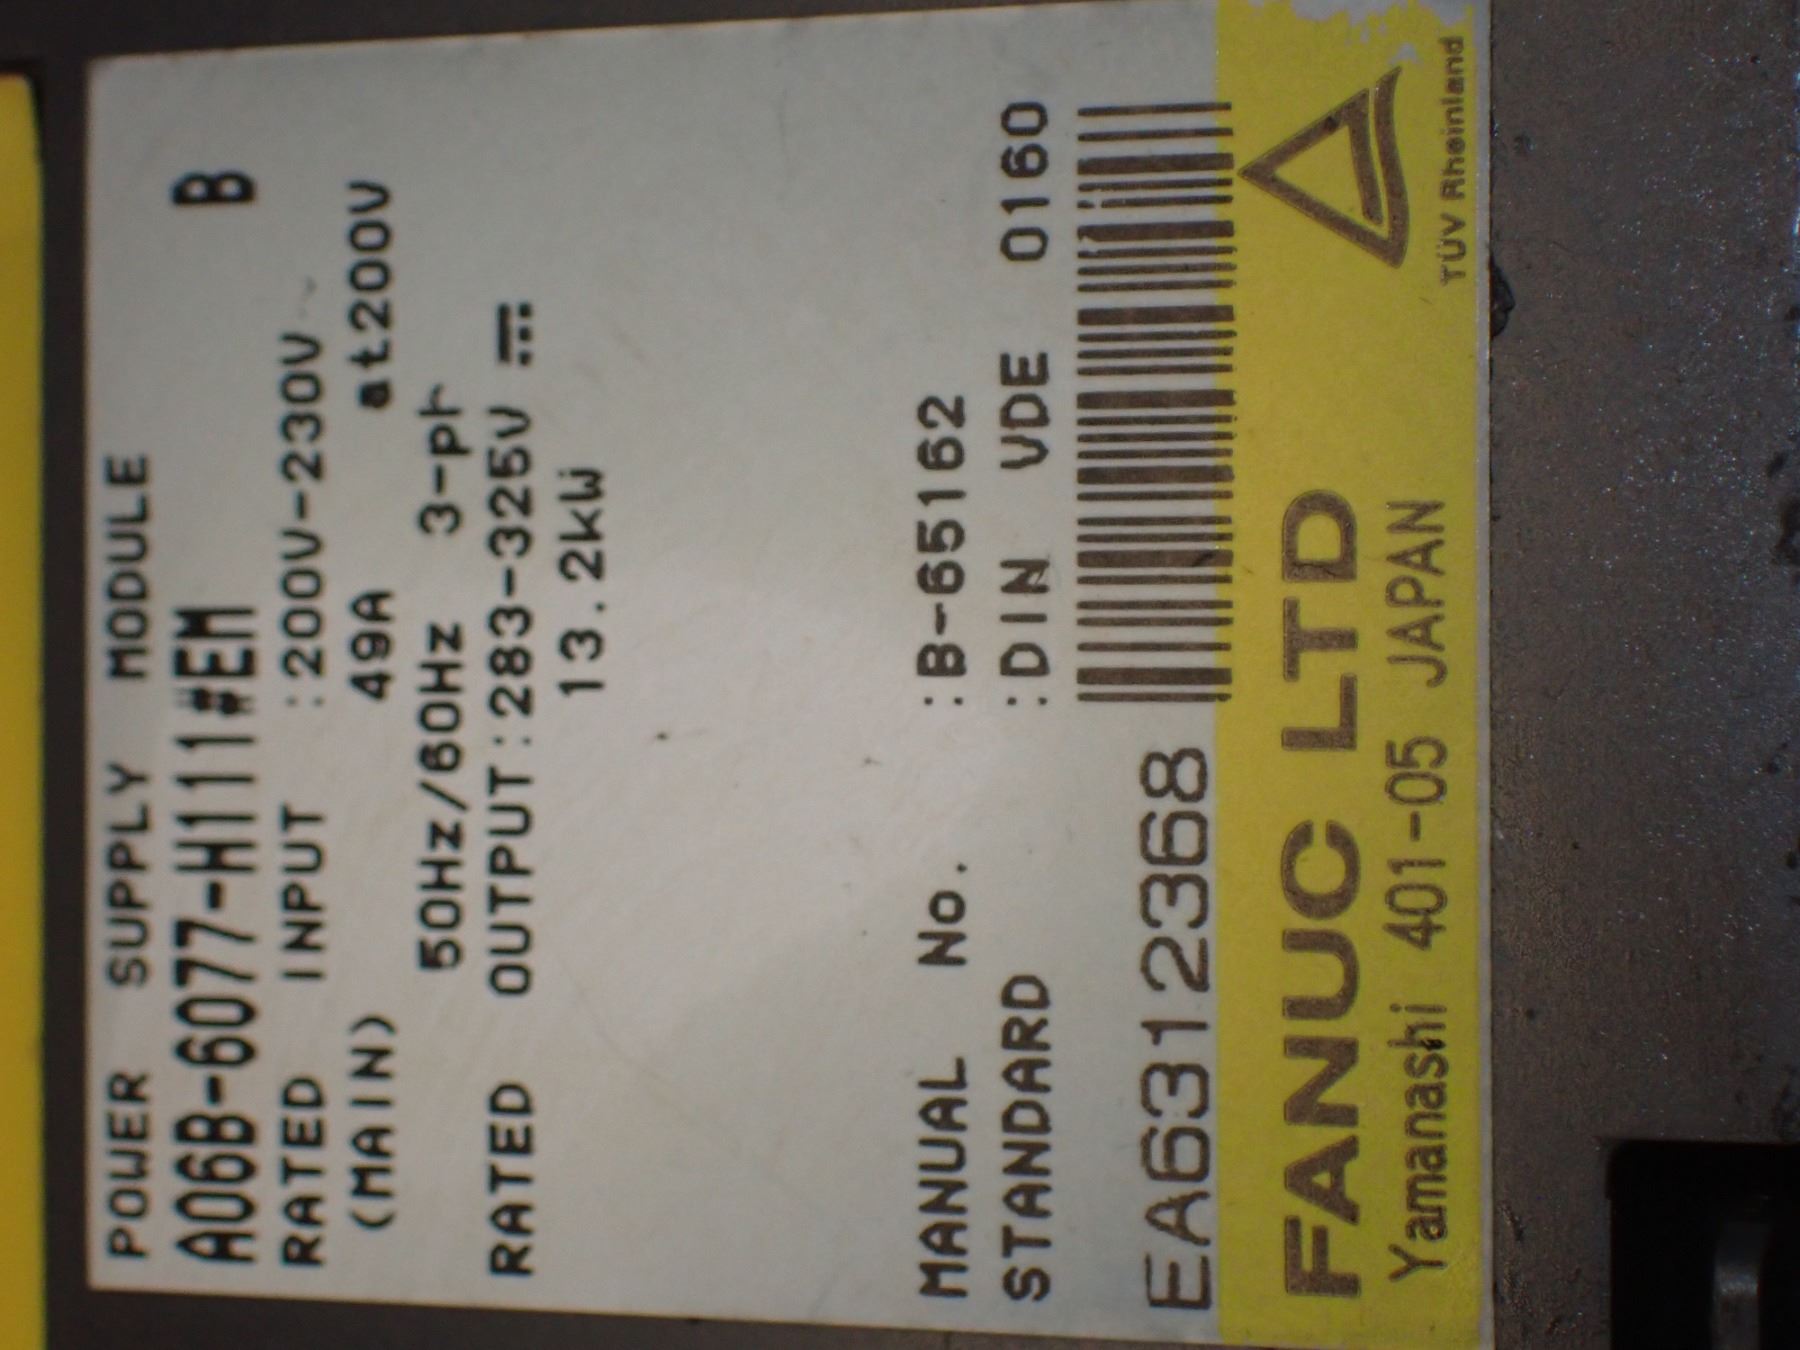 POWER SUPPLY MODULE
A06B-6077-H111#EM B
RATED INPUT :200V-230V~
(MAIN) 49A at200V
50Hz/60Hz 3-ph
RATED OUTPUT:283-325V
13.2kW
MANUAL No. :B-65162
STANDARD :DIN VDE 0160
EA6312368
FANUC LTD
Yamanashi 401-05 JAPAN
TÜV Rheinland